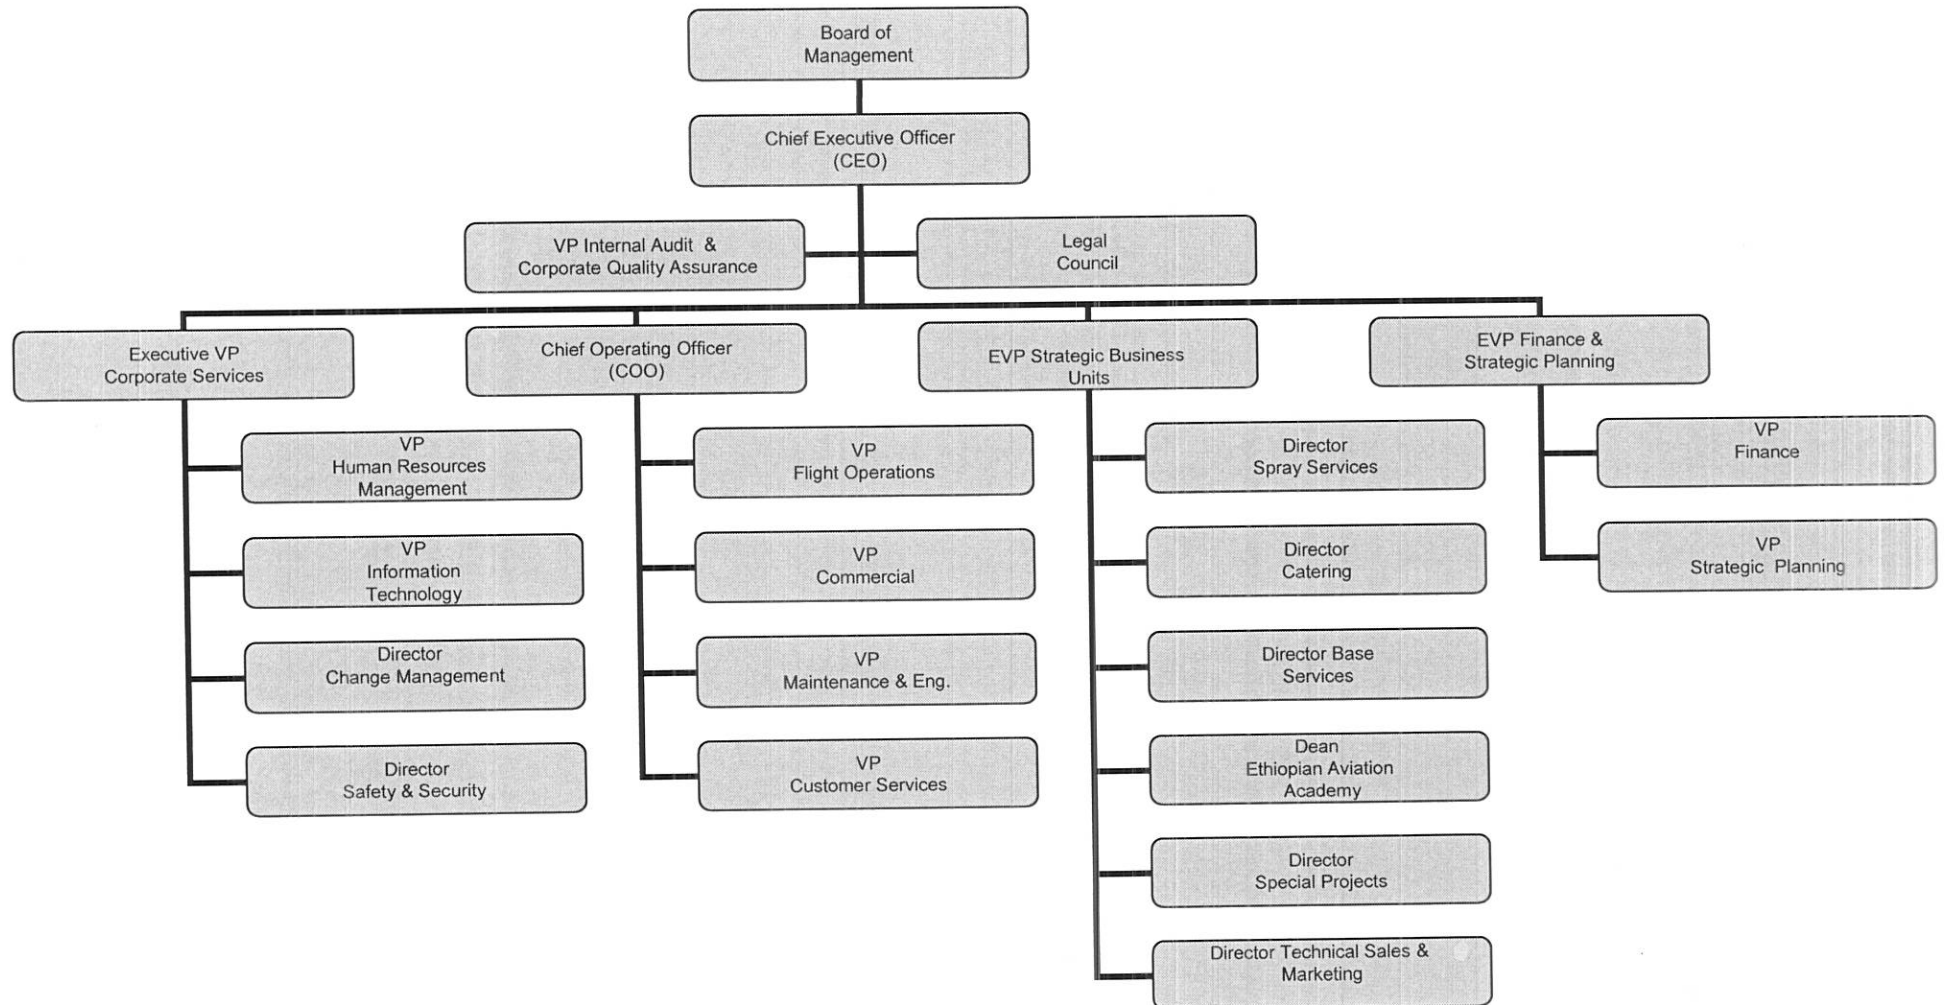 Board of
Management
Chief Executive Officer
(CEO)
VP Internal Audit &
Corporate Quality Assurance
Legal
Council
Executive VP
Corporate Services
Chief Operating Officer
(COO)
EVP Strategic Business
Units
EVP Finance &
Strategic Planning
VP
Human Resources
Management
VP
Information
Technology
Director
Change Management
Director
Safety & Security
VP
Flight Operations
VP
Commercial
VP
Maintenance & Eng.
VP
Customer Services
Director
Spray Services
Director
Catering
Director Base
Services
Dean
Ethiopian Aviation
Academy
Director
Special Projects
Director Technical Sales &
Marketing
VP
Finance
VP
Strategic Planning